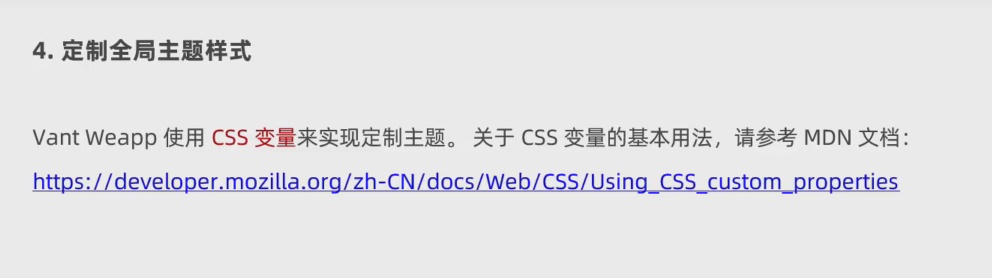 4. 定制全局主题样式
Vant Weapp 使用 CSS 变量来实现定制主题。 关于 CSS 变量的基本用法，请参考 MDN 文档：
https://developer.mozilla.org/zh-CN/docs/Web/CSS/Using_CSS_custom_properties